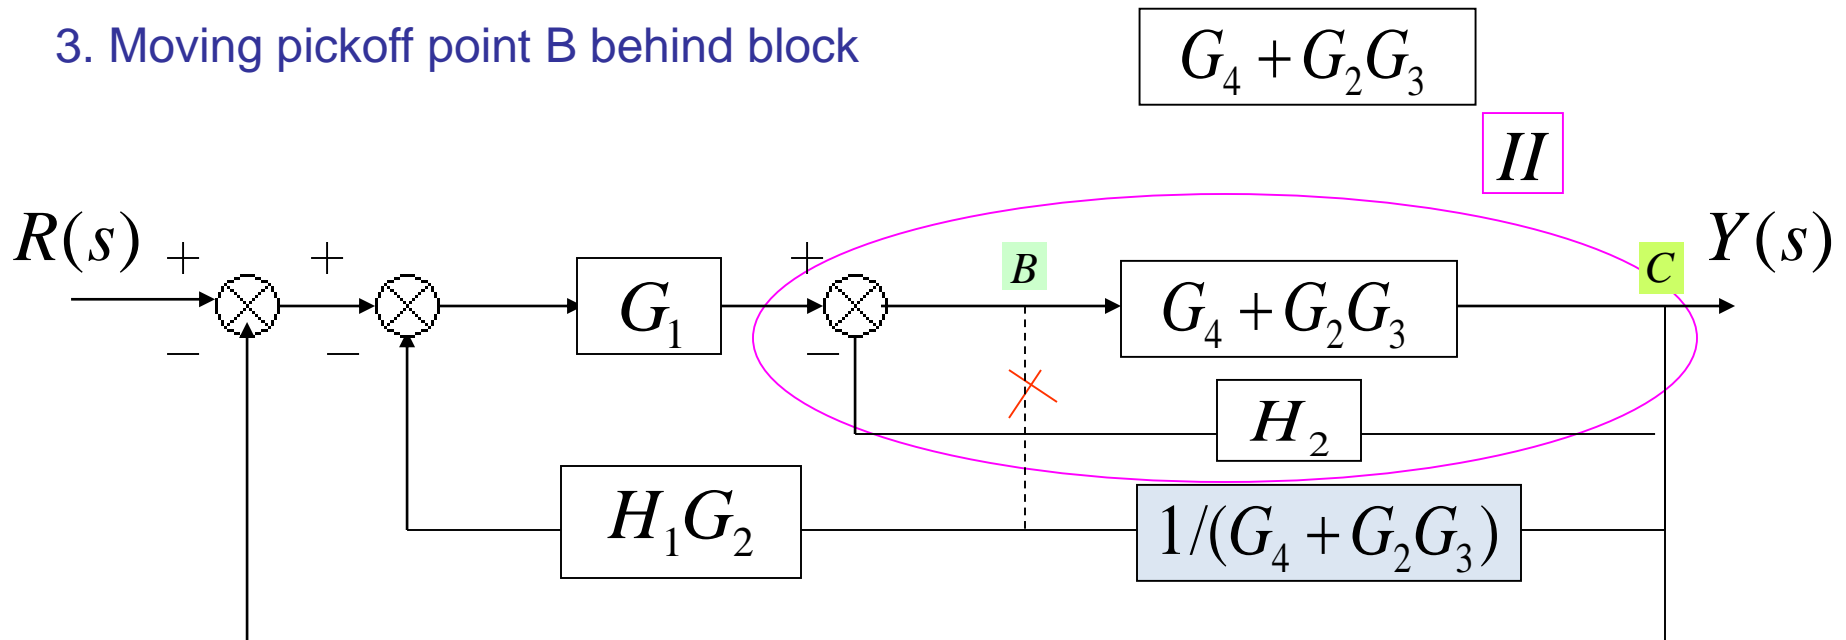 3. Moving pickoff point B behind block
G₄ + G₂G₃
II
R(s)
Y(s)
+ + +
B
C
G₁
G₄ + G₂G₃
− − −
H₂
H₁G₂
1/(G₄ + G₂G₃)